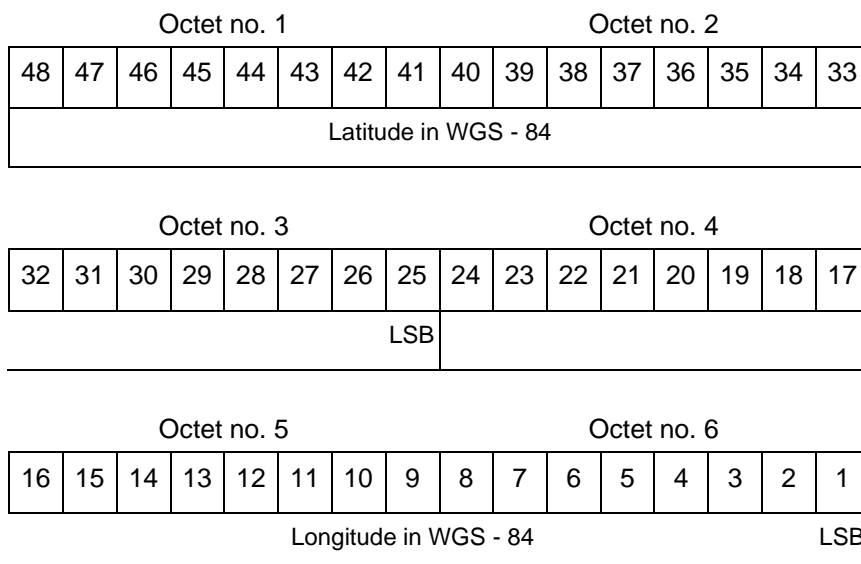 Octet no. 1 Octet no. 2
48 47 46 45 44 43 42 41 40 39 38 37 36 35 34 33
Latitude in WGS - 84
Octet no. 3 Octet no. 4
32 31 30 29 28 27 26 25 24 23 22 21 20 19 18 17
LSB
Octet no. 5 Octet no. 6
16 15 14 13 12 11 10 9 8 7 6 5 4 3 2 1
Longitude in WGS - 84 LSB